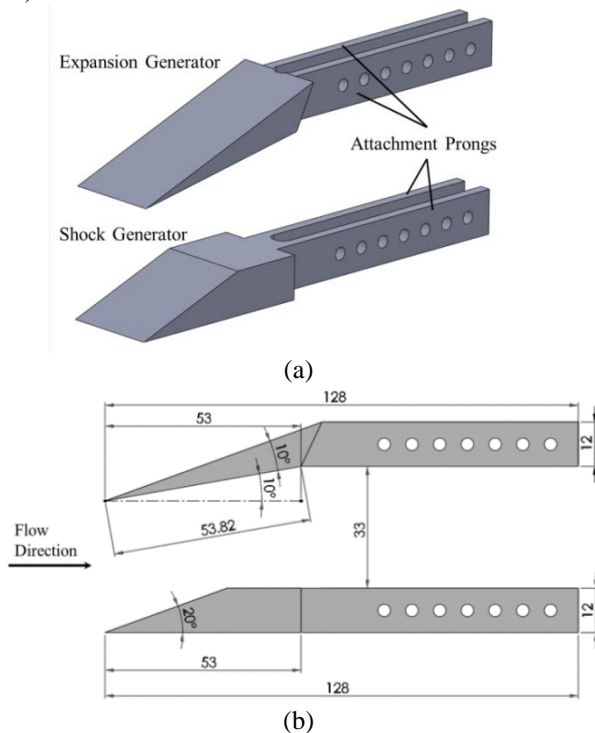 Expansion Generator
Attachment Prongs
Shock Generator
(a)
128
53
12
10°
10°
53.82
Flow
Direction
33
20°
12
53
128
(b)